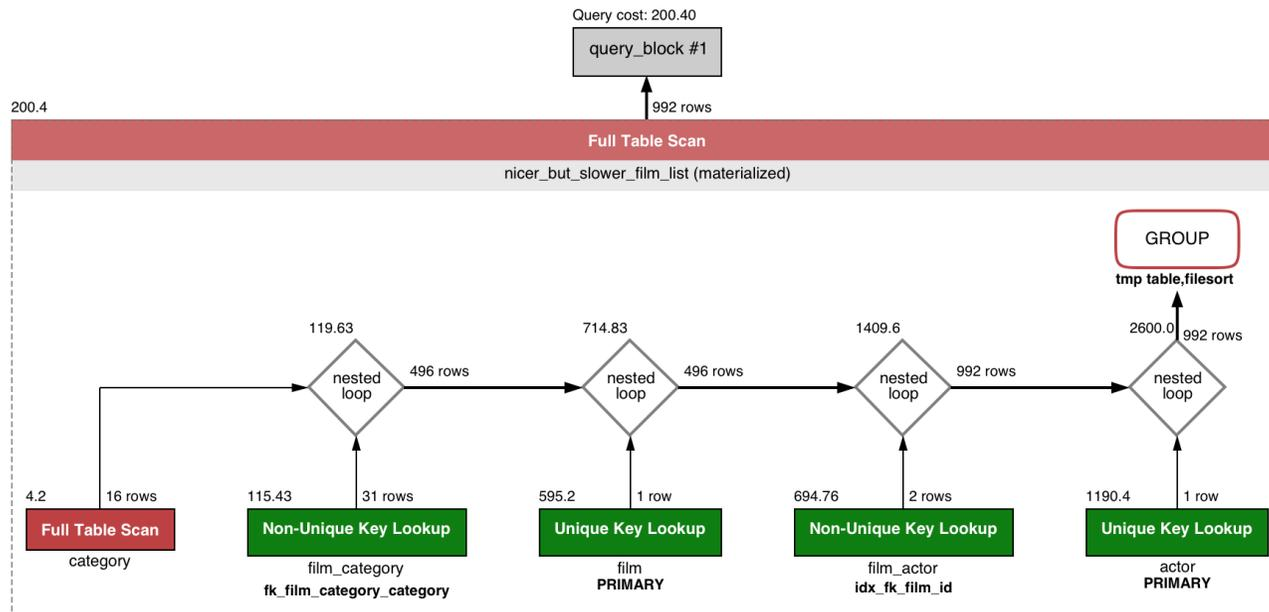 Query cost: 200.40
query_block #1
200.4
992 rows
Full Table Scan
nicer_but_slower_film_list (materialized)
GROUP
tmp table,filesort
119.63
714.83
1409.6
2600.0
992 rows
nested
loop
496 rows
nested
loop
496 rows
nested
loop
992 rows
nested
loop
4.2
16 rows
115.43
31 rows
595.2
1 row
694.76
2 rows
1190.4
1 row
Full Table Scan
Non-Unique Key Lookup
Unique Key Lookup
Non-Unique Key Lookup
Unique Key Lookup
category
film_category
fk_film_category_category
film
PRIMARY
film_actor
idx_fk_film_id
actor
PRIMARY